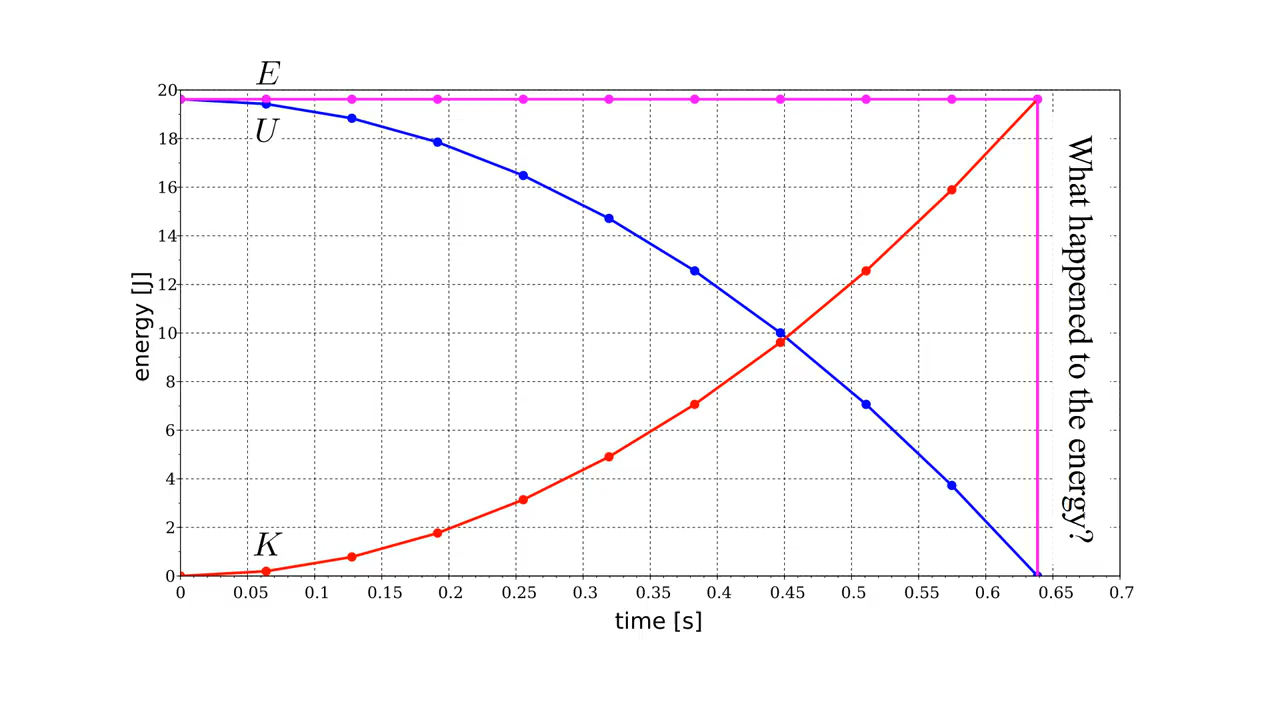 E
20
U
18
16
14
12
10
8
6
4
2
0
K
energy [J]
0 0.05 0.1 0.15 0.2 0.25 0.3 0.35 0.4 0.45 0.5 0.55 0.6 0.65 0.7
time [s]
What happened to the energy?